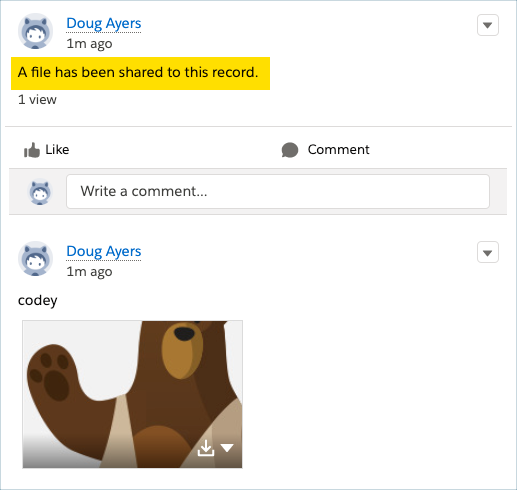 Doug Ayers
1m ago
A file has been shared to this record.
1 view
Like
Comment
Write a comment...
Doug Ayers
1m ago
codey